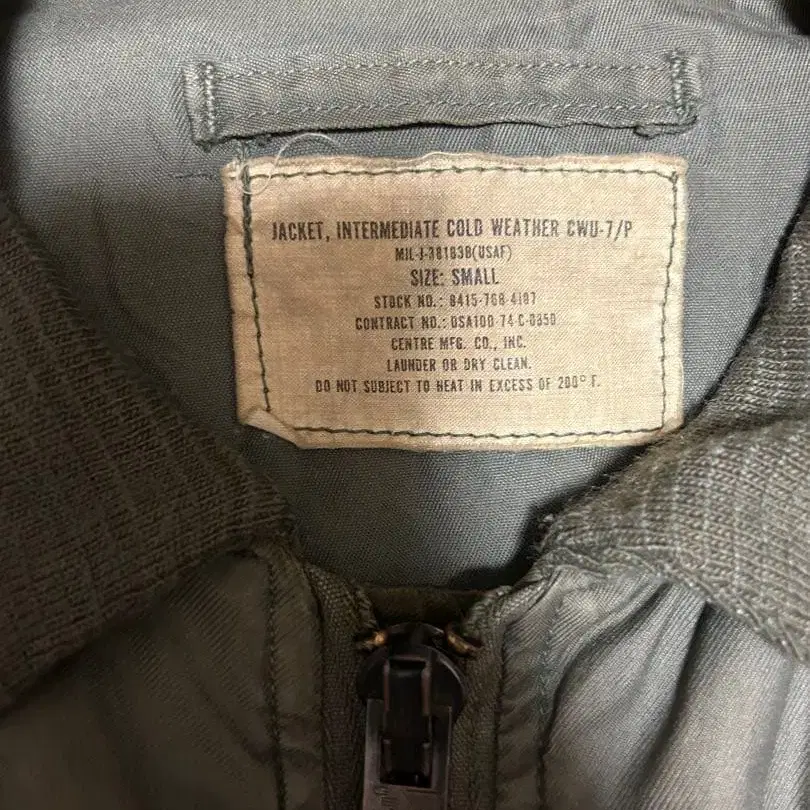 JACKET, INTERMEDIATE COLD WEATHER CWU-7/P
MIL-J-38183B(USAF)
SIZE: SMALL
STOCK NO.: 8415-768-4187
CONTRACT NO.: DSA100-74-C-0850
CENTRE MFG. CO., INC.
LAUNDER OR DRY CLEAN.
DO NOT SUBJECT TO HEAT IN EXCESS OF 200° F.